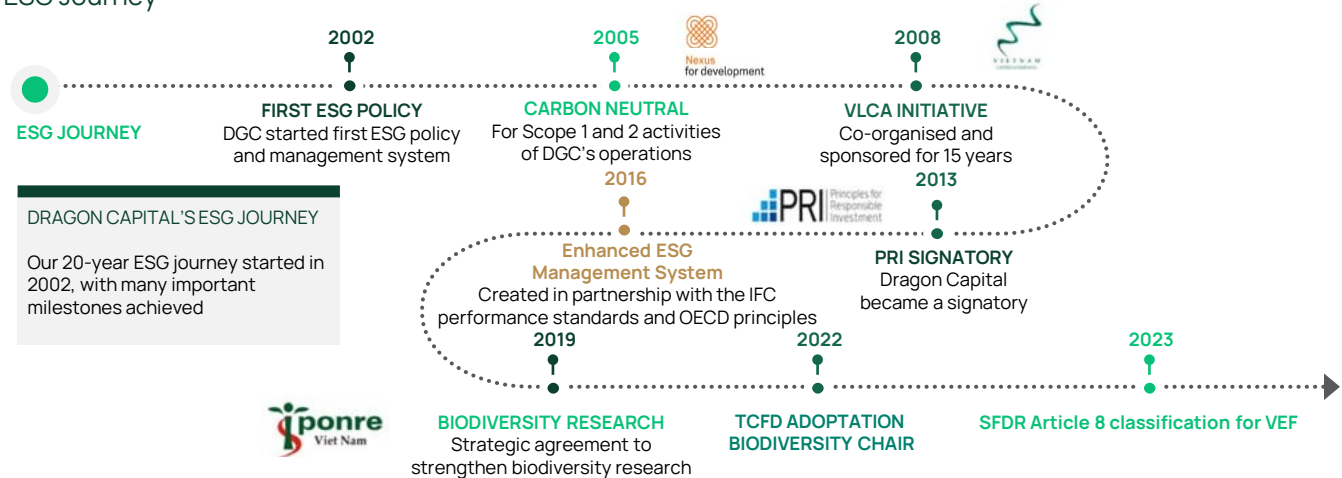 ESG Journey
2002
2005
2008
Nexus
for development
VIETNAM
FIRST ESG POLICY
DGC started first ESG policy
and management system
CARBON NEUTRAL
For Scope 1 and 2 activities
of DGC's operations
VLCA INITIATIVE
Co-organised and
sponsored for 15 years
ESG JOURNEY
2016
2013
PRI
Principles for
Responsible
Investment
DRAGON CAPITAL'S ESG JOURNEY
Our 20-year ESG journey started in
2002, with many important
milestones achieved
Enhanced ESG
Management System
Created in partnership with the IFC
performance standards and OECD principles
PRI SIGNATORY
Dragon Capital
became a signatory
2019
2022
2023
iponre
Viet Nam
BIODIVERSITY RESEARCH
Strategic agreement to
strengthen biodiversity research
TCFD ADOPTATION
BIODIVERSITY CHAIR
SFDR Article 8 classification for VEF